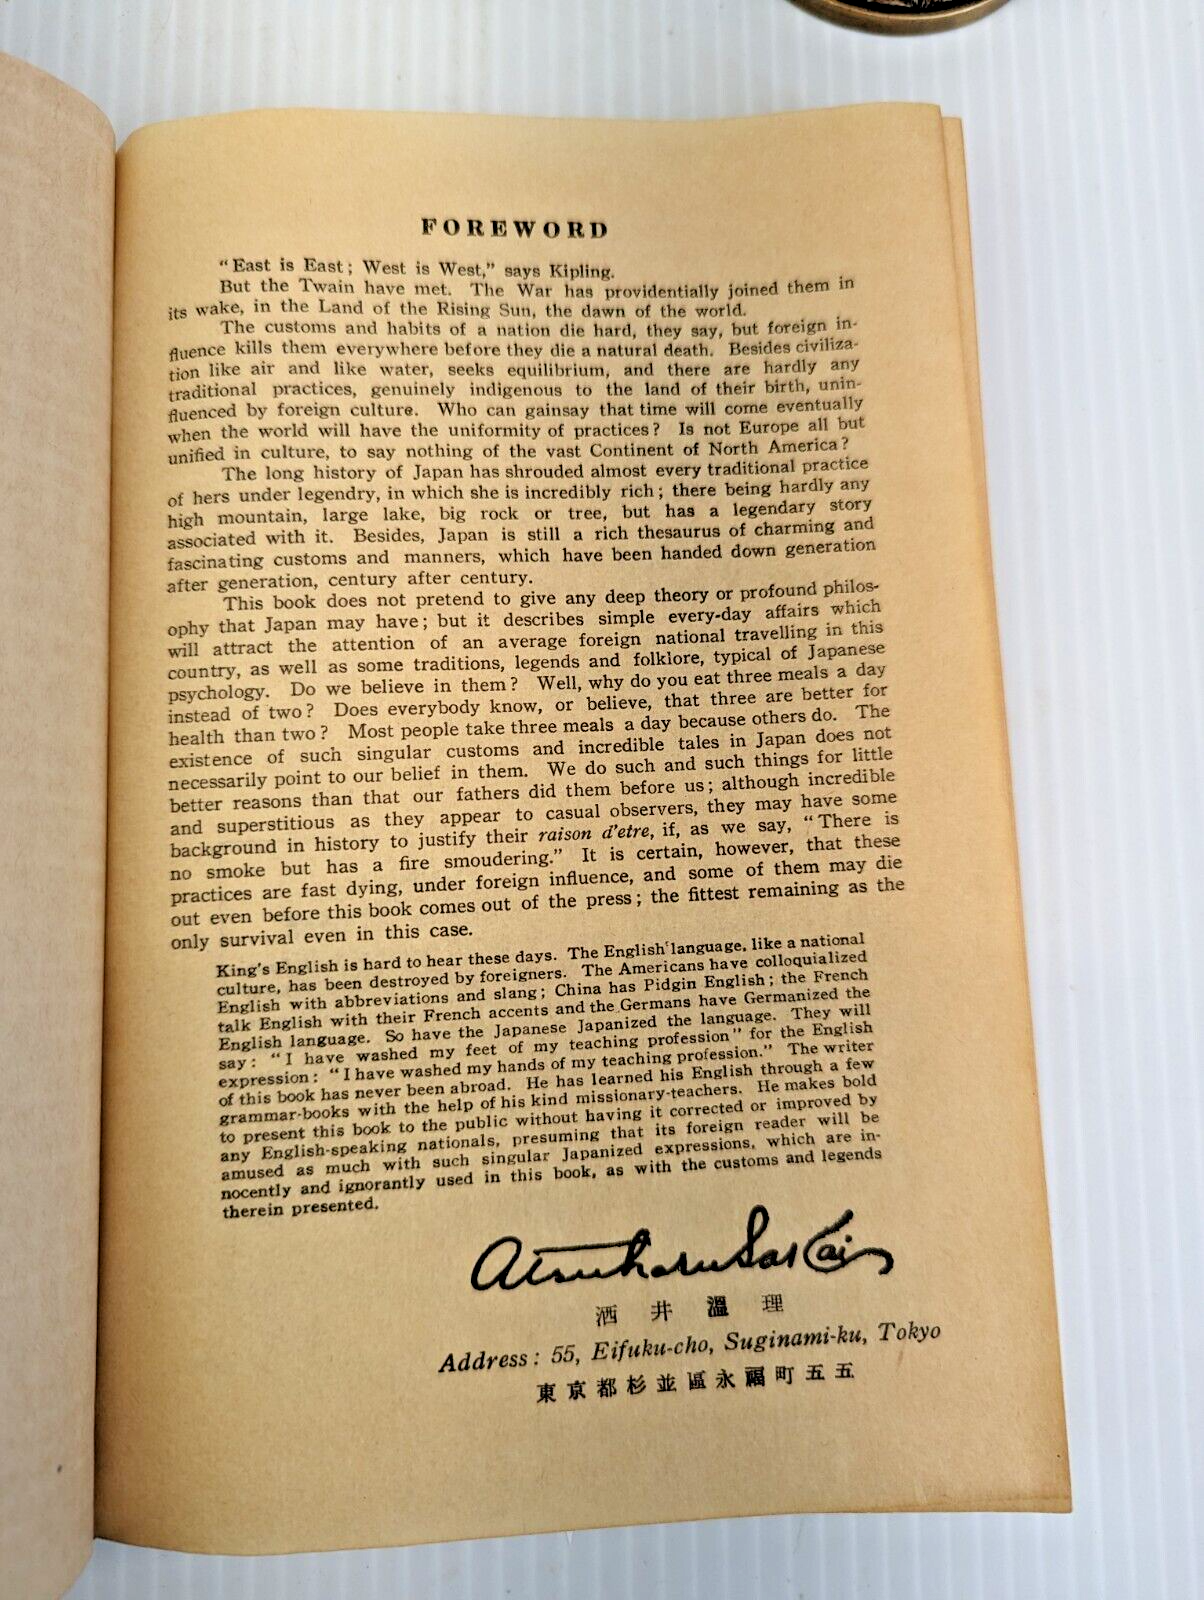 FOREWORD
"East is East; West is West," says Kipling.
But the Twain have met. The War has providentially joined them in
its wake, in the Land of the Rising Sun, the dawn of the world.
The customs and habits of a nation die hard, they say, but foreign in-
fluence kills them everywhere before they die a natural death. Besides civiliza-
tion like air and like water, seeks equilibrium, and there are hardly any
traditional practices, genuinely indigenous to the land of their birth, unin-
fluenced by foreign culture. Who can gainsay that time will come eventually
when the world will have the uniformity of practices? Is not Europe all but
unified in culture, to say nothing of the vast Continent of North America?
The long history of Japan has shrouded almost every traditional practice
of hers under legendry, in which she is incredibly rich; there being hardly any
high mountain, large lake, big rock or tree, but has a legendary story
associated with it. Besides, Japan is still a rich thesaurus of charming and
fascinating customs and manners, which have been handed down generation
after generation, century after century.
This book does not pretend to give any deep theory or profound philos-
ophy that Japan may have; but it describes simple every-day affairs which
will attract the attention of an average foreign national travelling in this
country, as well as some traditions, legends and folklore, typical of Japanese
psychology. Do we believe in them? Well, why do you eat three meals a day
instead of two? Does everybody know, or believe, that three are better for
health than two? Most people take three meals a day because others do. The
existence of such singular customs and incredible tales in Japan does not
necessarily point to our belief in them. We do such and such things for little
better reasons than that our fathers did them before us; although incredible
and superstitious as they appear to casual observers, they may have some
background in history to justify their raison d'etre, if, as we say, "There is
no smoke but has a fire smoudering." It is certain, however, that these
practices are fast dying, under foreign influence, and some of them may die
out even before this book comes out of the press; the fittest remaining as the
only survival even in this case.
King's English is hard to hear these days. The English language, like a national
culture, has been destroyed by foreigners. The Americans have colloquialized
English with abbreviations and slang; China has Pidgin English; the French
talk English with their French accents and the Germans have Germanized the
English language. So have the Japanese Japanized the language. They will
say: "I have washed my feet of my teaching profession" for the English
expression: "I have washed my hands of my teaching profession." The writer
of this book has never been abroad. He has learned his English through a few
grammar-books with the help of his kind missionary-teachers. He makes bold
to present this book to the public without having it corrected or improved by
any English-speaking nationals, presuming that its foreign reader will be
amused as much with such singular Japanized expressions, which are in-
nocently and ignorantly used in this book, as with the customs and legends
therein presented.
Atsuharu Sakai
酒井溫理
Address: 55, Eifuku-cho, Suginami-ku, Tokyo
東京都杉並區永福町五五